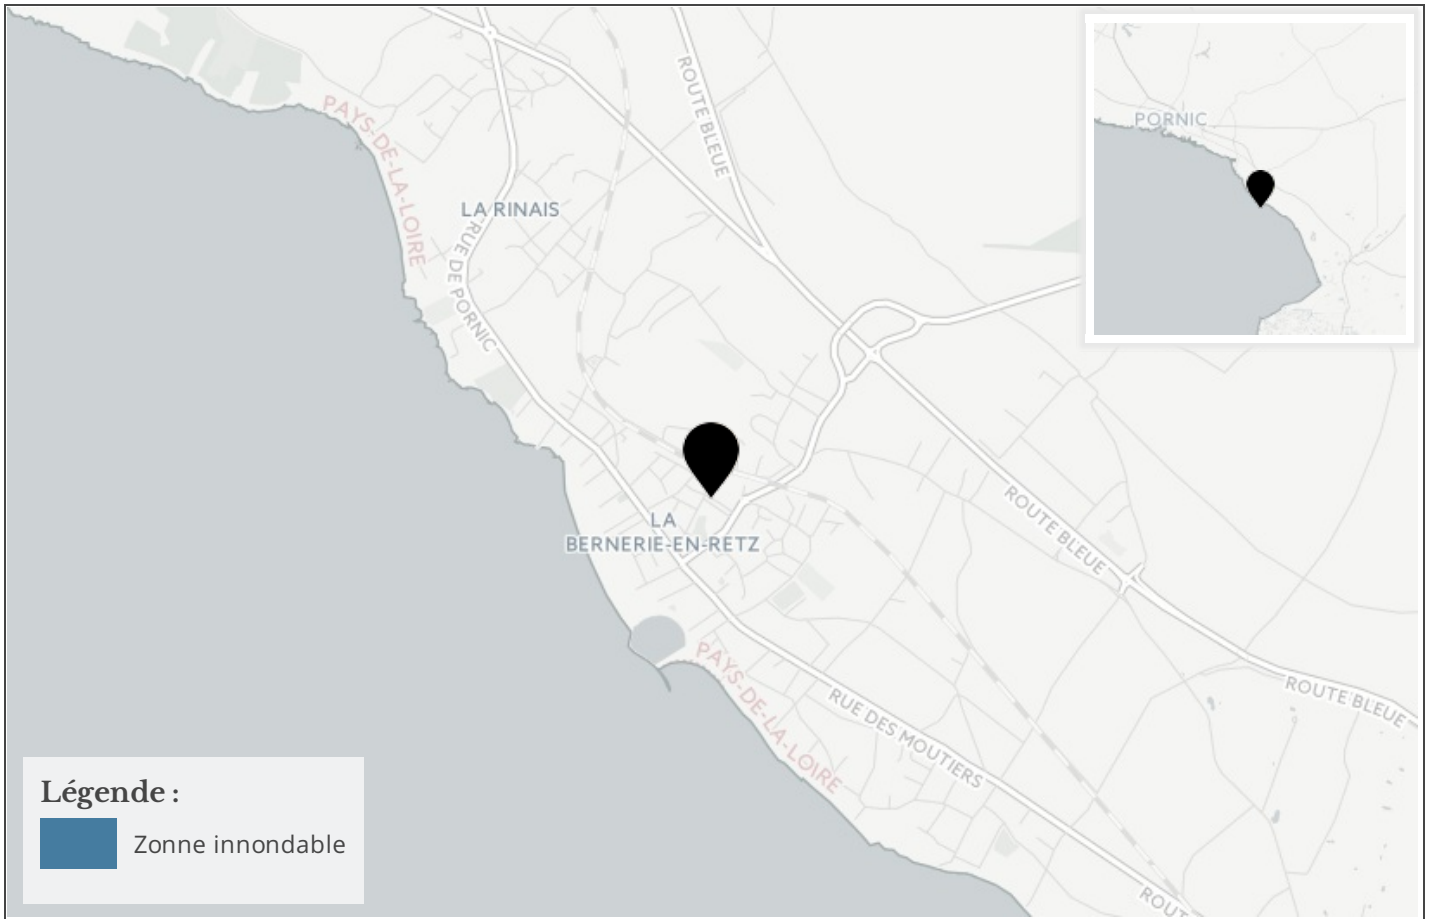 PAYS-DE-LA-LOIRE
ROUTE BLEUE
PORNIC
LA RINAIS
RUE DE PORNIC
LA
BERNERIE-EN-RETZ
ROUTE BLEUE
PAYS-DE-LA-LOIRE
RUE DES MOUTIERS
ROUTE BLEUE
ROUT
Légende :
Zonne innondable